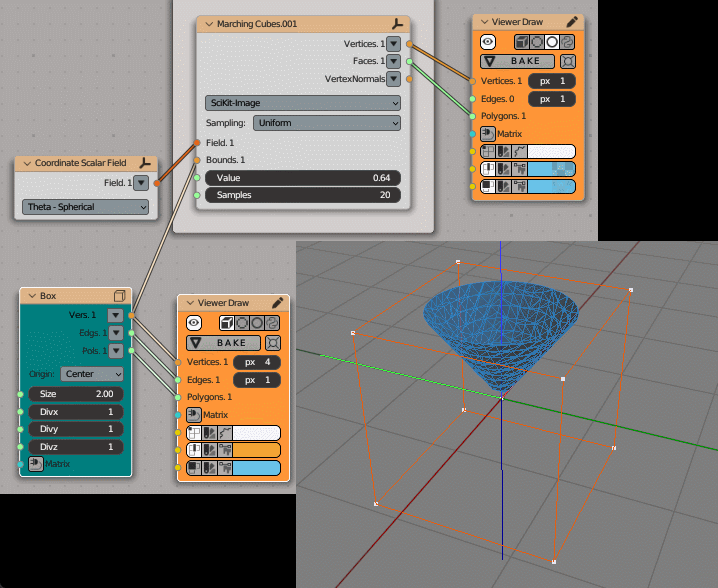 Marching Cubes.001
Vertices. 1
Faces. 1
VertexNormals
SciKit-Image
Sampling: Uniform
Field. 1
Bounds. 1
Value 0.64
Samples 20
Viewer Draw
BAKE
Vertices. 1 px 1
Edges. 0 px 1
Polygons. 1
Matrix
Coordinate Scalar Field
Field. 1
Theta - Spherical
Box
Vers. 1
Edgs. 1
Pols. 1
Origin: Center
Size 2.00
Divx 1
Divy 1
Divz 1
Matrix
Viewer Draw
BAKE
Vertices. 1 px 4
Edges. 1 px 1
Polygons. 1
Matrix